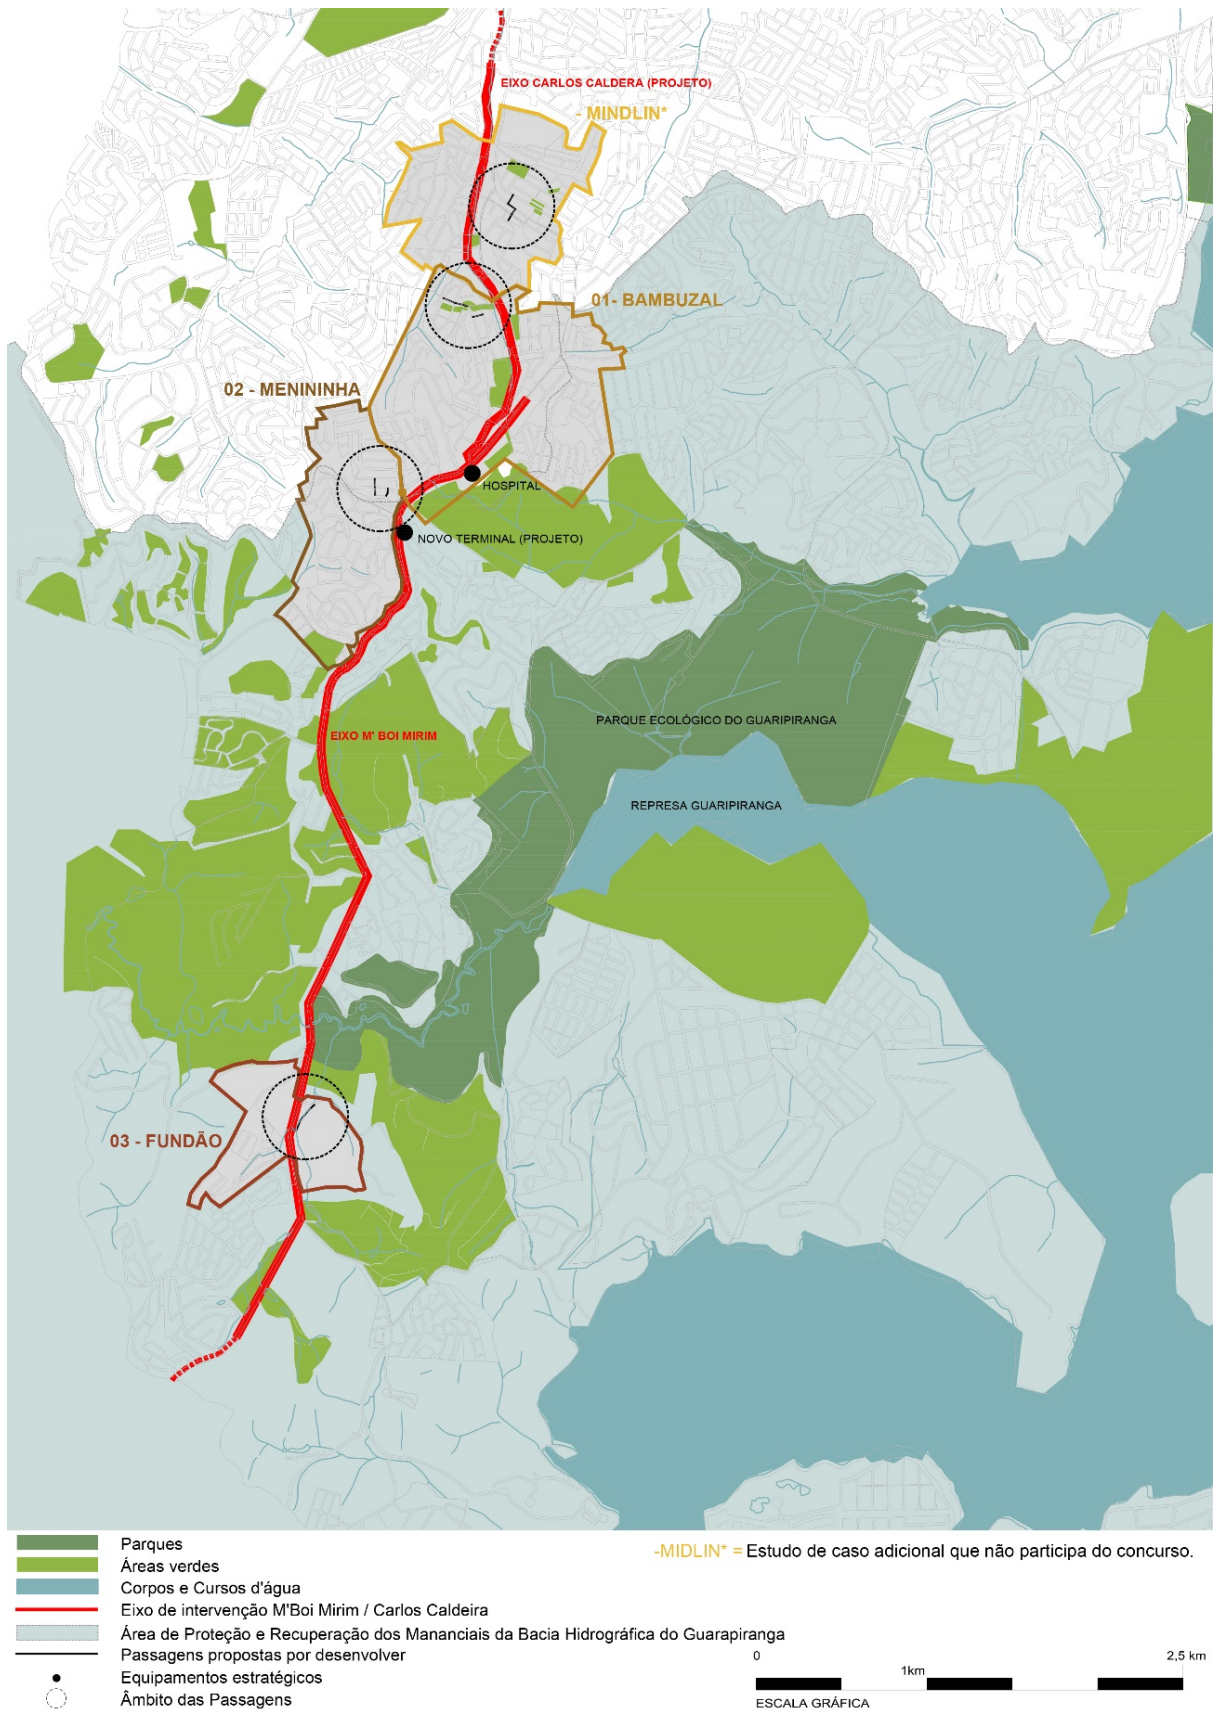 EIXO CARLOS CALDERA (PROJETO)
- MINDLIN*
01- BAMBUZAL
02 - MENININHA
HOSPITAL
NOVO TERMINAL (PROJETO)
PARQUE ECOLÓGICO DO GUARIPIRANGA
EIXO M' BOI MIRIM
REPRESA GUARIPIRANGA
03 - FUNDÃO
Parques
Áreas verdes
Corpos e Cursos d'água
Eixo de intervenção M'Boi Mirim / Carlos Caldeira
Área de Proteção e Recuperação dos Mananciais da Bacia Hidrográfica do Guarapiranga
Passagens propostas por desenvolver
Equipamentos estratégicos
Âmbito das Passagens
-MIDLIN* = Estudo de caso adicional que não participa do concurso.
0 1km 2,5 km
ESCALA GRÁFICA